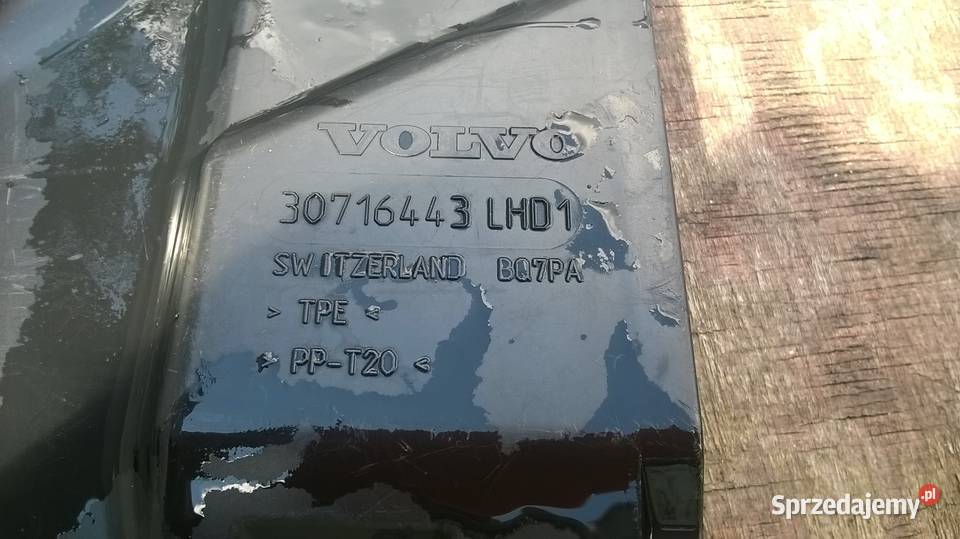 VOLVO
30716443 LHD1
SWITZERLAND BQ7PA
> TPE <
> PP-T20 <
Sprzedajemy.pl